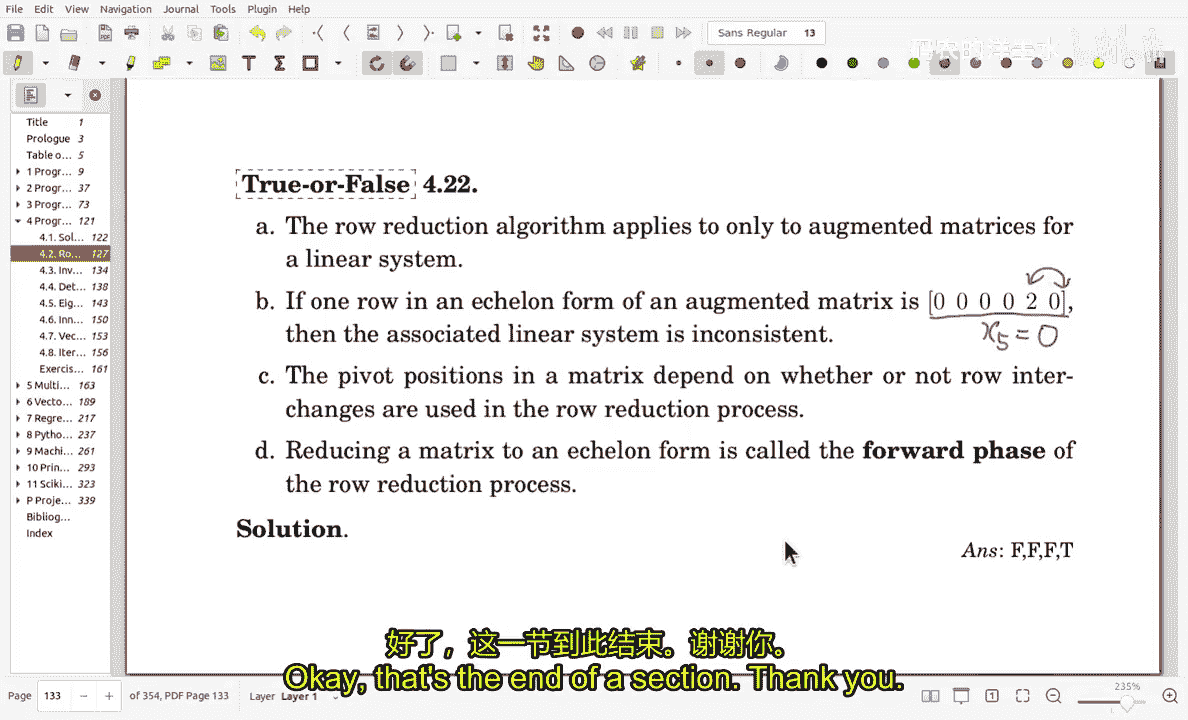 File Edit View Navigation Journal Tools Plugin Help
Sans Regular 13
Title 1
Prologue 3
Table o... 5
1 Progr... 9
2 Progr... 37
3 Progr... 73
4 Progr... 121
4.1. Sol... 122
4.2. Ro... 127
4.3. Inv... 134
4.4. Det... 138
4.5. Eig... 143
4.6. Inn... 150
4.7. Vec... 153
4.8. Iter... 156
Exercis... 161
5 Multi... 163
6 Vecto... 189
7 Regre... 217
8 Pytho... 237
9 Machi... 261
10 Prin... 293
11 Sciki... 323
P Proje... 339
Bibliog...
Index
True-or-False 4.22.
a. The row reduction algorithm applies to only to augmented matrices for
a linear system.
b. If one row in an echelon form of an augmented matrix is [0 0 0 0 2 0],
then the associated linear system is inconsistent.
x₅ = 0
c. The pivot positions in a matrix depend on whether or not row inter-
changes are used in the row reduction process.
d. Reducing a matrix to an echelon form is called the forward phase of
the row reduction process.
Solution.
Ans: F,F,F,T
好了，这一节到此结束。谢谢你。
Okay, that's the end of a section. Thank you.
Page 133 − + of 354, PDF Page 133 Layer Layer 1
235%